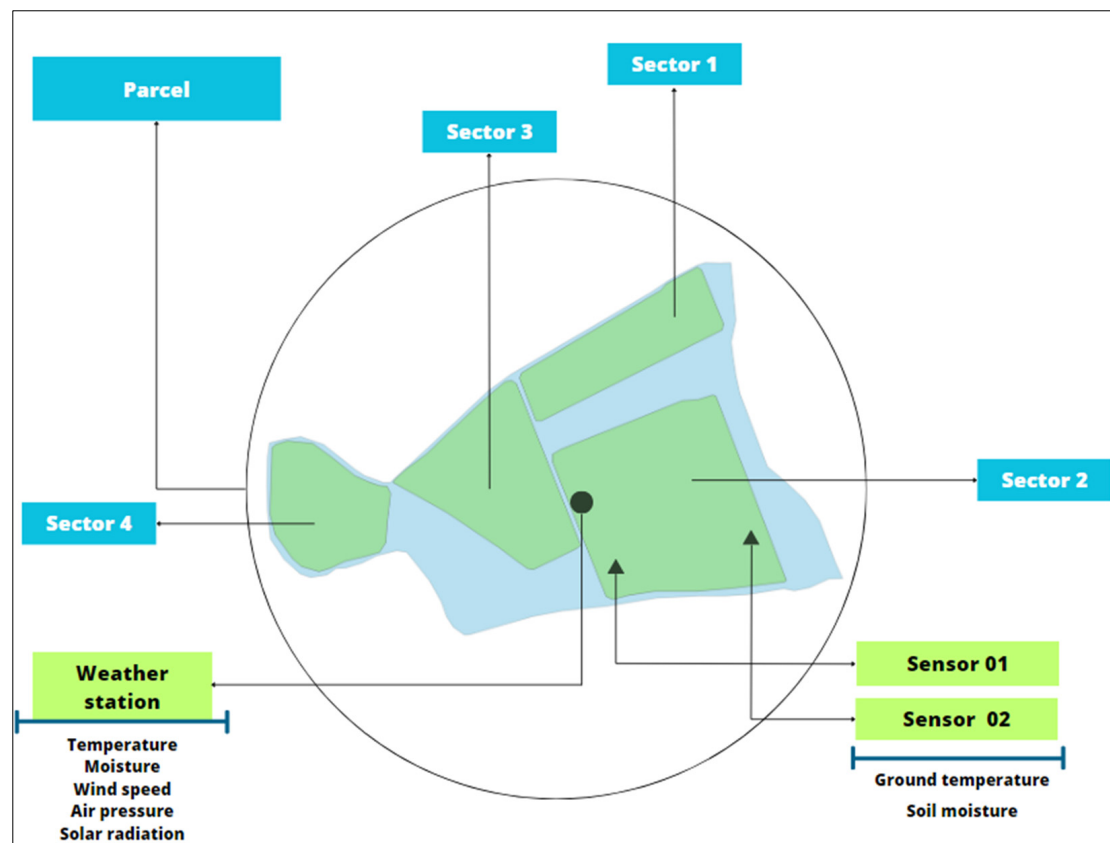 Parcel
Sector 1
Sector 3
Sector 2
Sector 4
Weather
station
Temperature
Moisture
Wind speed
Air pressure
Solar radiation
Sensor 01
Sensor 02
Ground temperature
Soil moisture